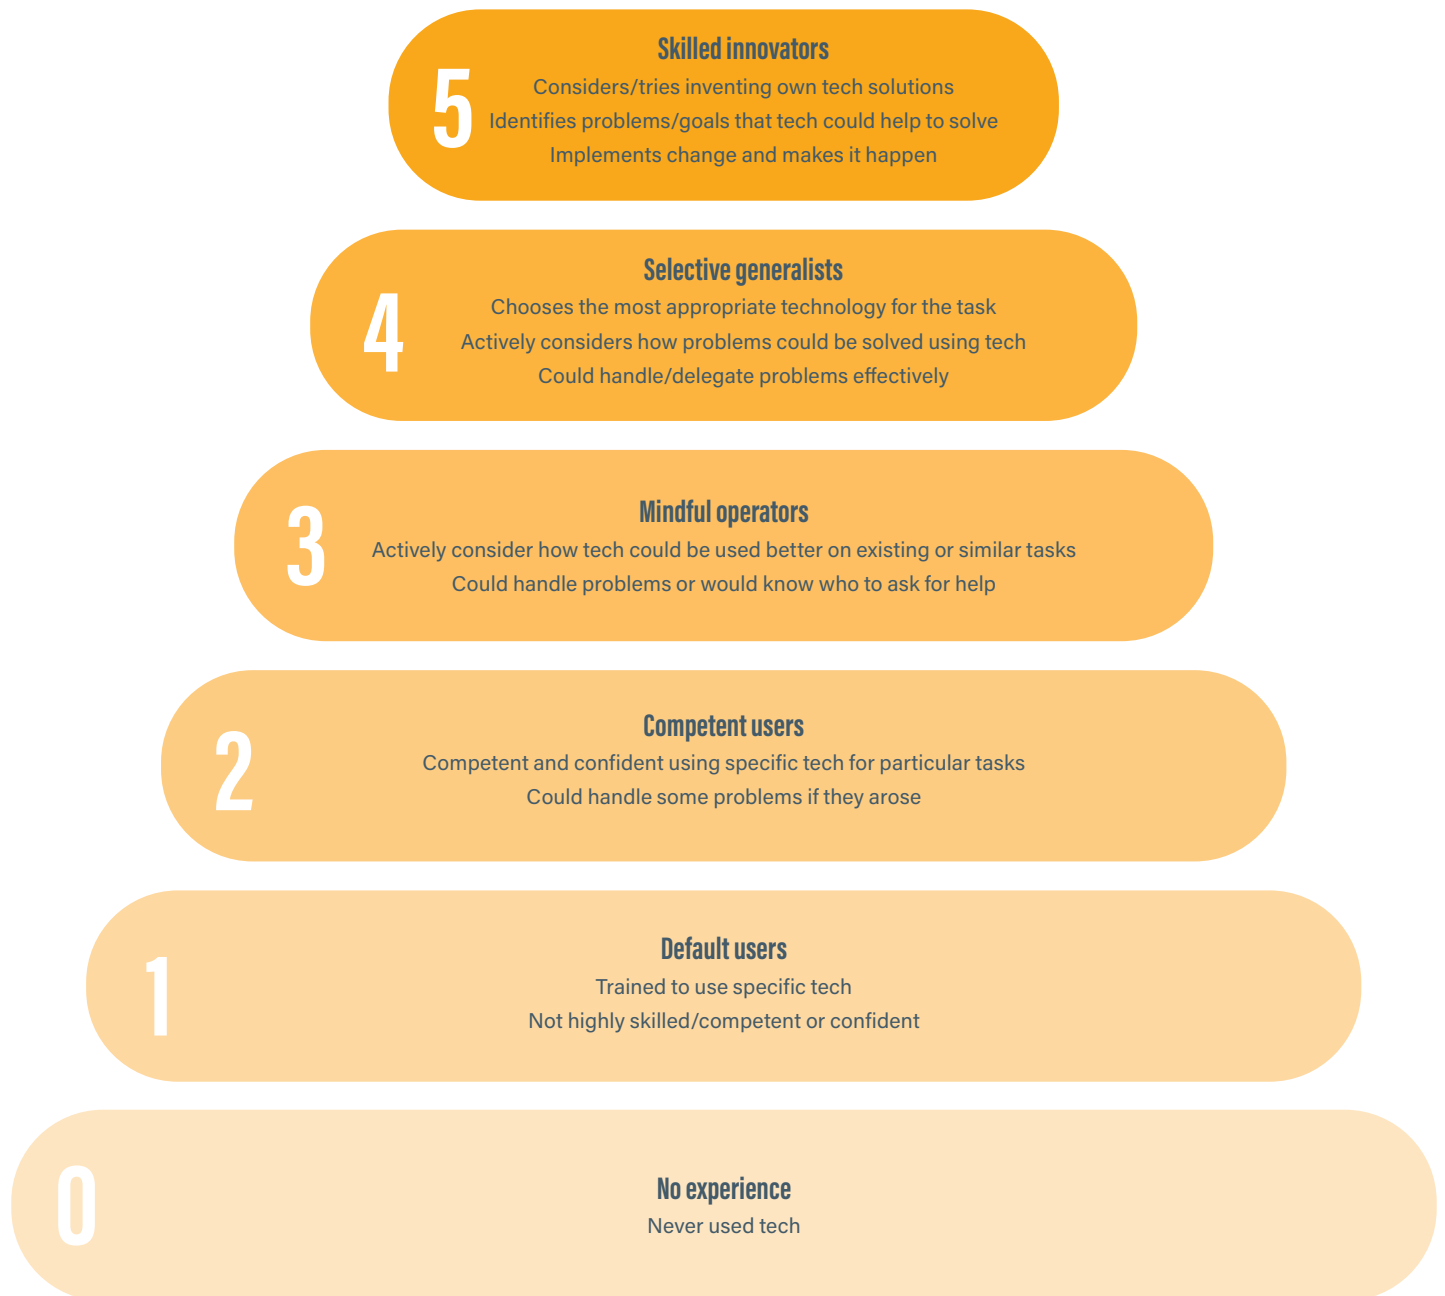 Skilled innovators
5
Considers/tries inventing own tech solutions
Identifies problems/goals that tech could help to solve
Implements change and makes it happen
Selective generalists
4
Chooses the most appropriate technology for the task
Actively considers how problems could be solved using tech
Could handle/delegate problems effectively
Mindful operators
3
Actively consider how tech could be used better on existing or similar tasks
Could handle problems or would know who to ask for help
Competent users
2
Competent and confident using specific tech for particular tasks
Could handle some problems if they arose
Default users
1
Trained to use specific tech
Not highly skilled/competent or confident
No experience
0
Never used tech